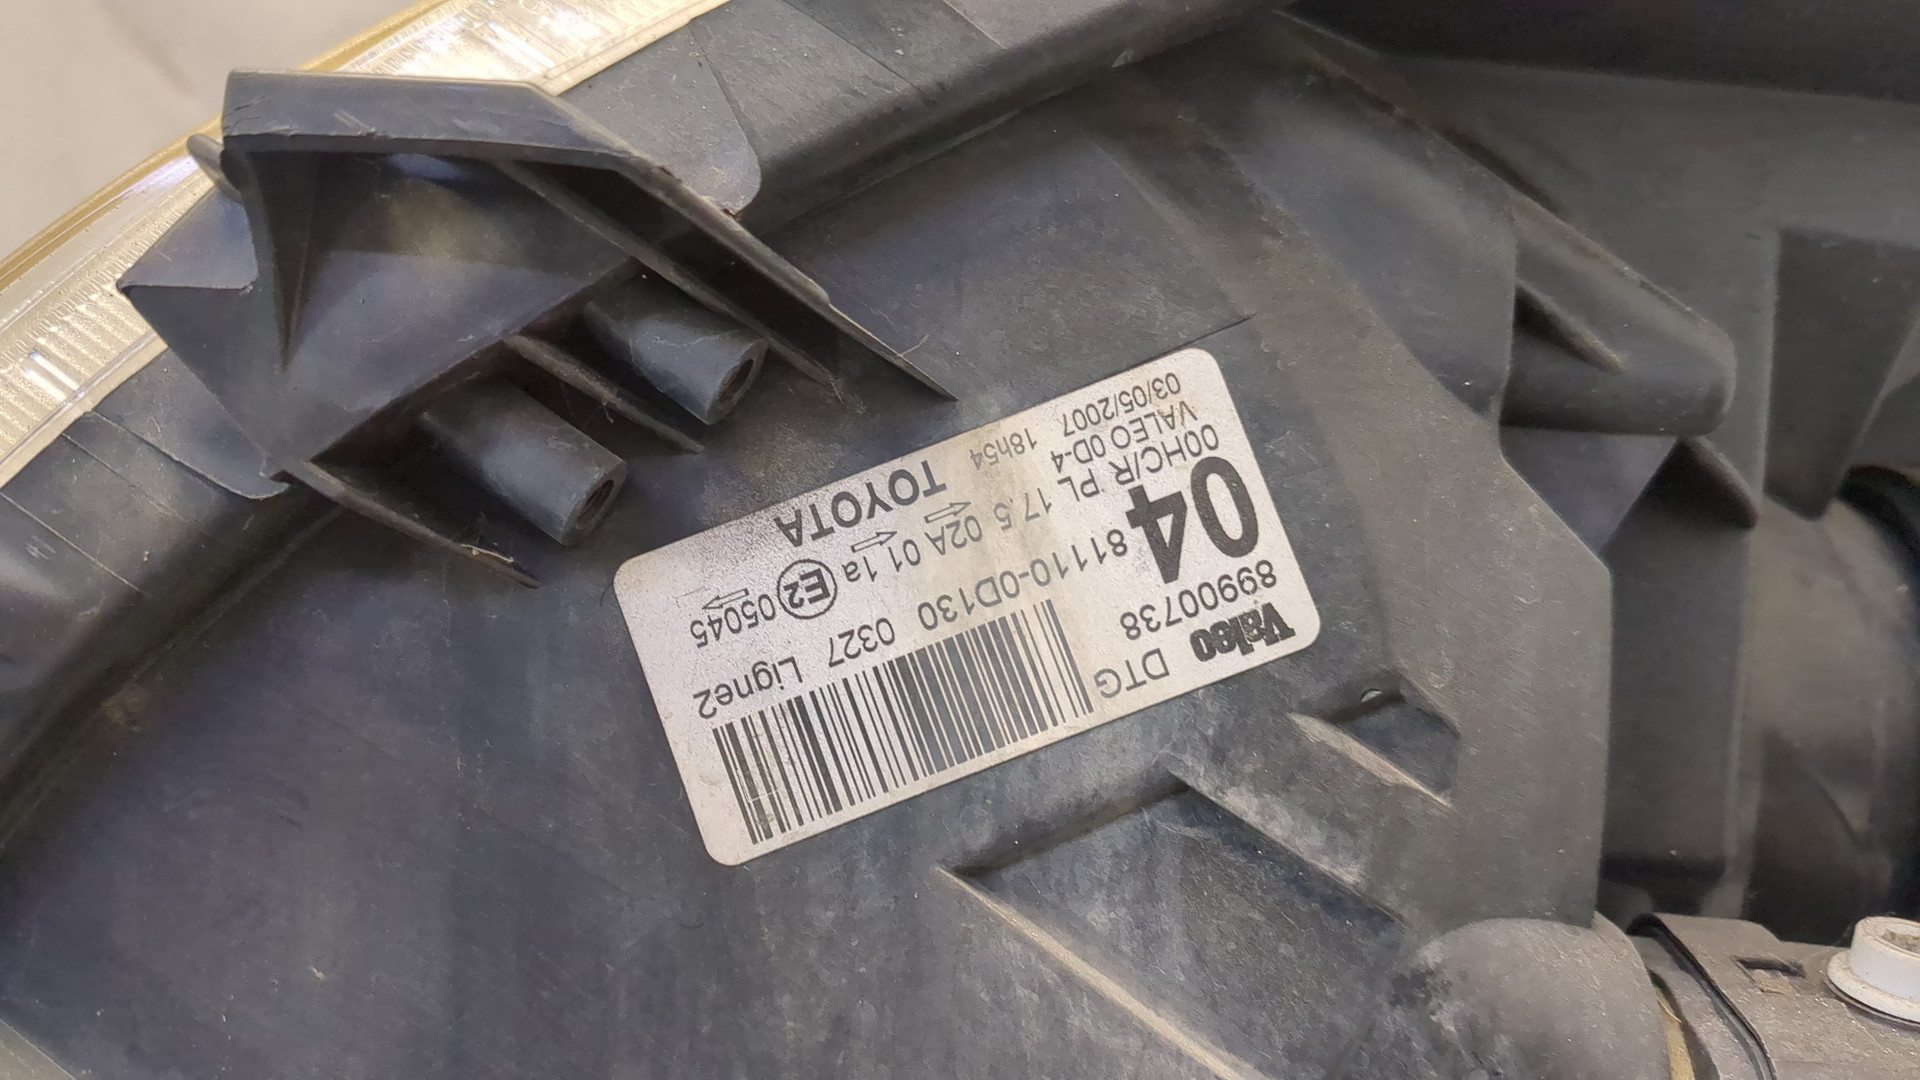 Valeo DTG
89900738
04 81110-0D130 0327 Ligne2
00HC/R PL 17.5 02A 01 1a E2 05045
VALEO 0D-4 TOYOTA
03/05/2007 18h54